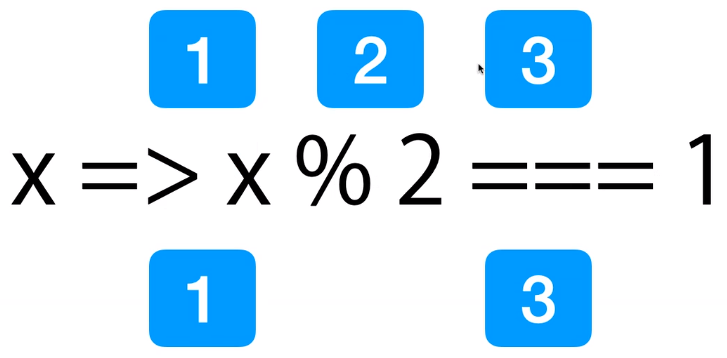 1 2 3
x => x % 2 === 1
1 3